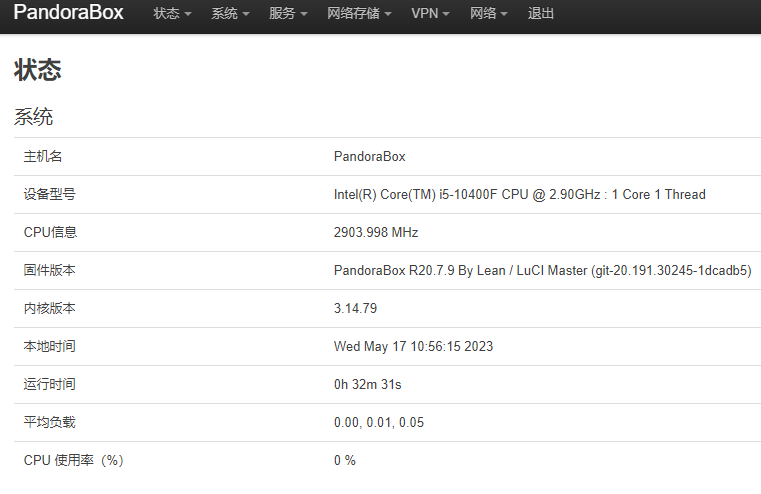 PandoraBox 状态 系统 服务 网络存储 VPN 网络 退出
状态
系统
主机名 PandoraBox
设备型号 Intel(R) Core(TM) i5-10400F CPU @ 2.90GHz : 1 Core 1 Thread
CPU信息 2903.998 MHz
固件版本 PandoraBox R20.7.9 By Lean / LuCI Master (git-20.191.30245-1dcadb5)
内核版本 3.14.79
本地时间 Wed May 17 10:56:15 2023
运行时间 0h 32m 31s
平均负载 0.00, 0.01, 0.05
CPU 使用率（%） 0 %